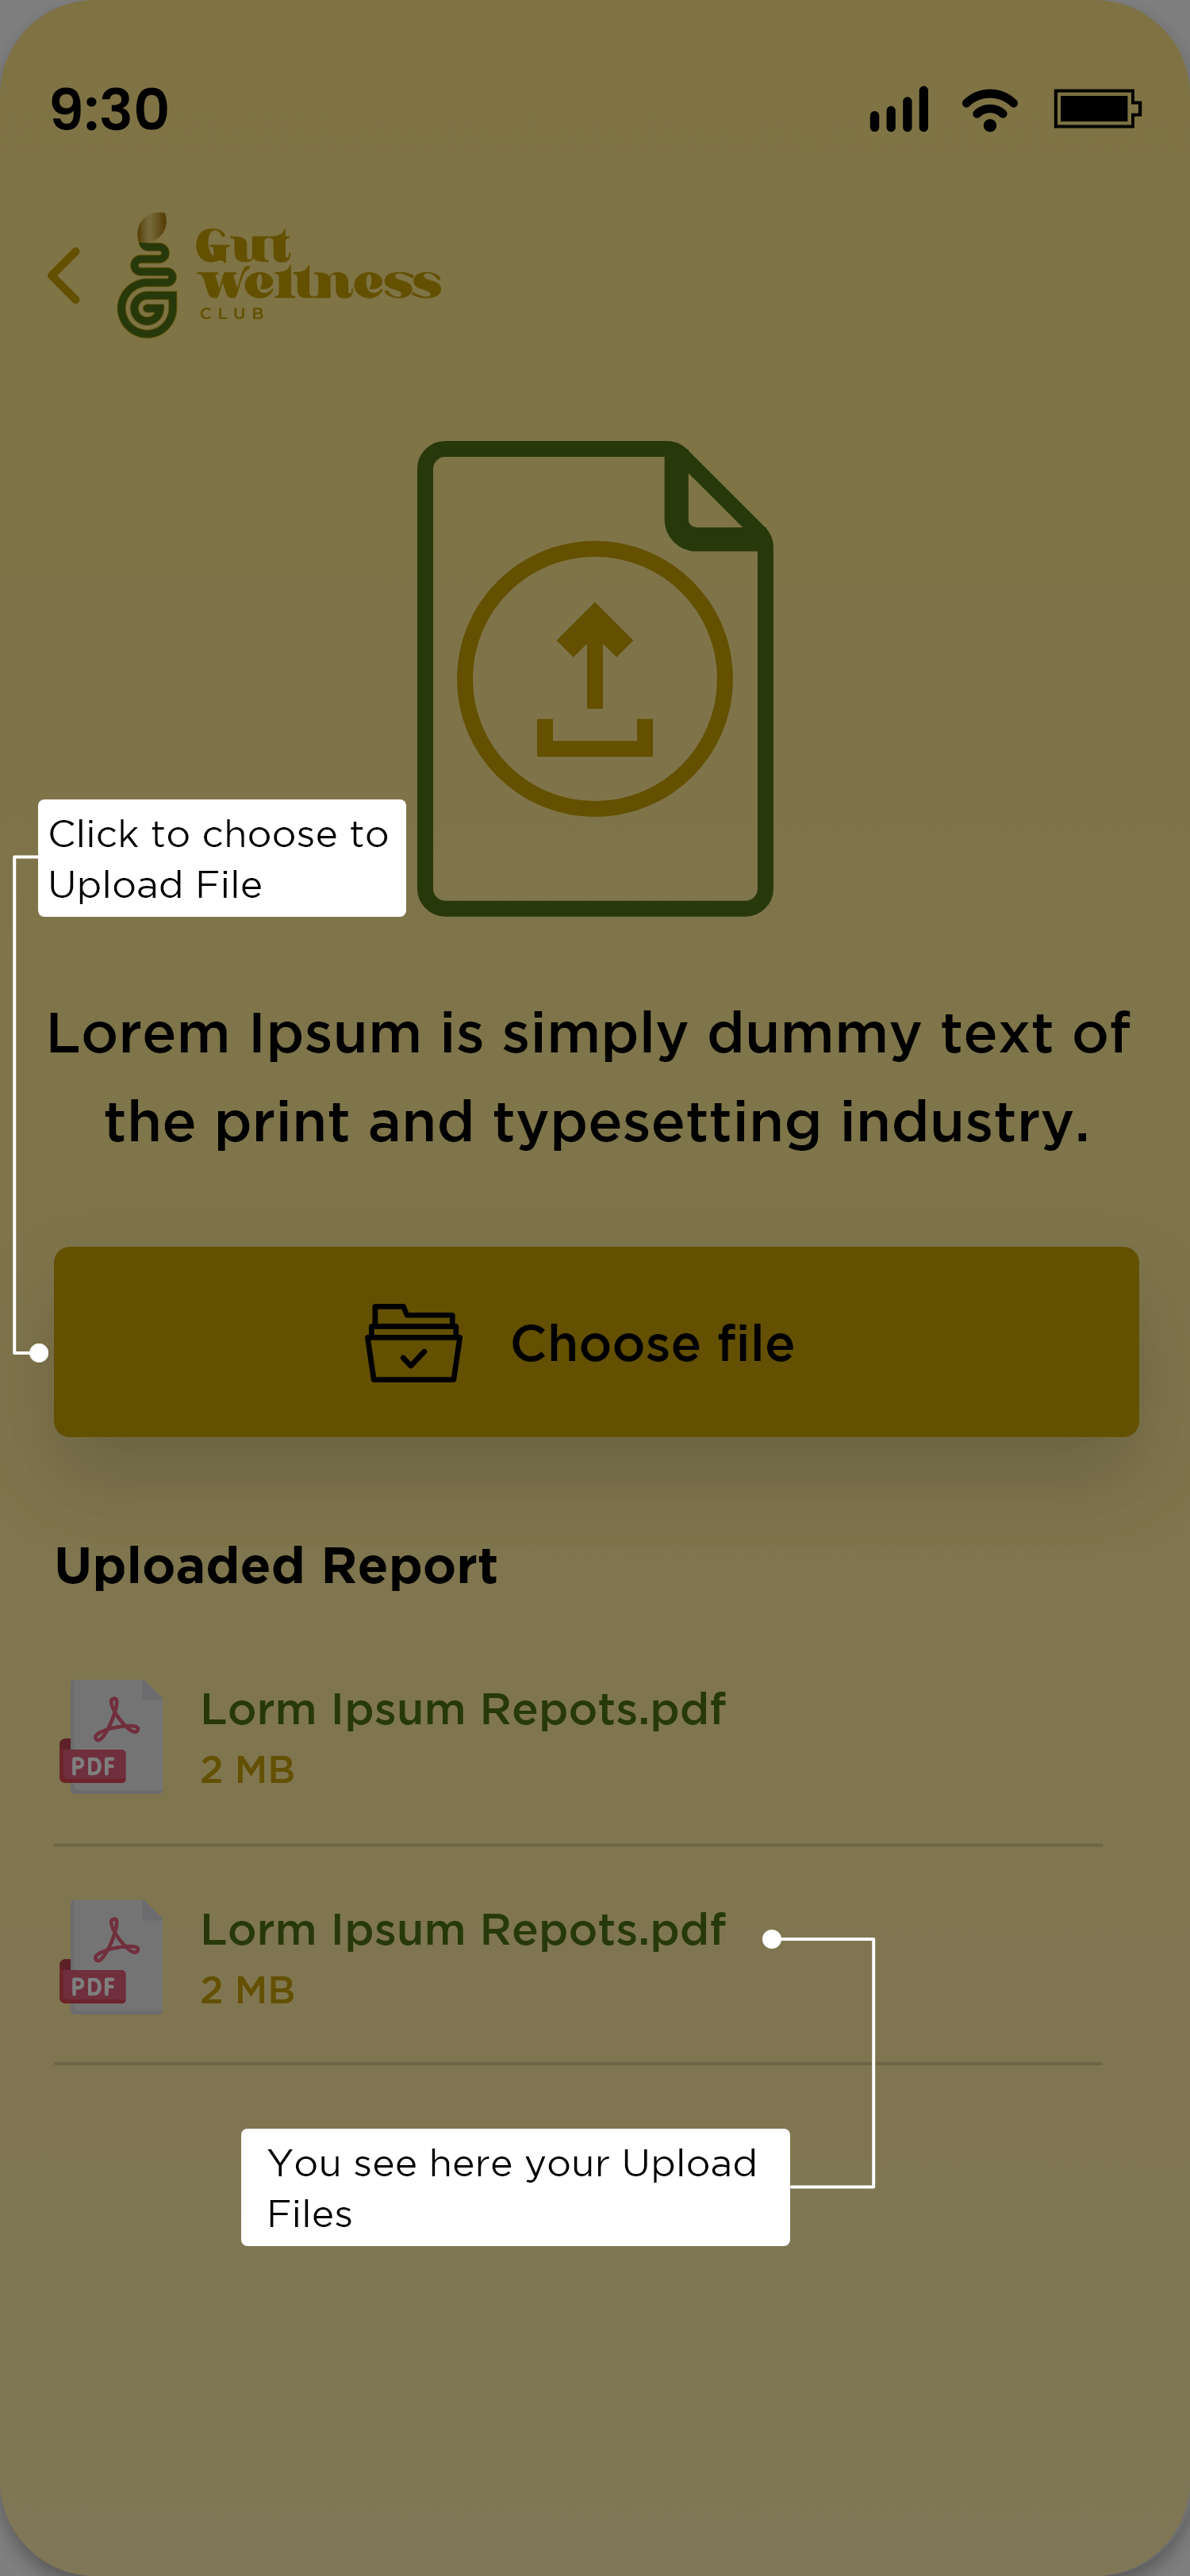 9:30
Gut
Wellness
CLUB
Click to choose to
Upload File
Lorem Ipsum is simply dummy text of
the print and typesetting industry.
Choose file
Uploaded Report
Lorm Ipsum Repots.pdf
PDF
2 MB
Lorm Ipsum Repots.pdf
PDF
2 MB
You see here your Upload
Files